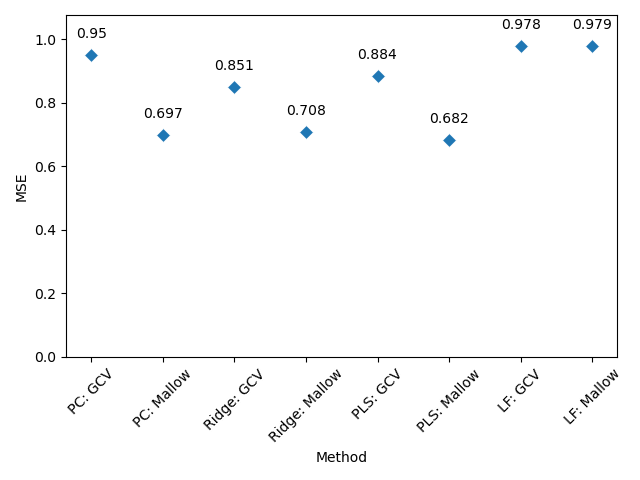 0.95
0.697
0.851
0.708
0.884
0.682
0.978
0.979
1.0
0.8
0.6
0.4
0.2
0.0
MSE
PC: GCV
PC: Mallow
Ridge: GCV
Ridge: Mallow
PLS: GCV
PLS: Mallow
LF: GCV
LF: Mallow
Method